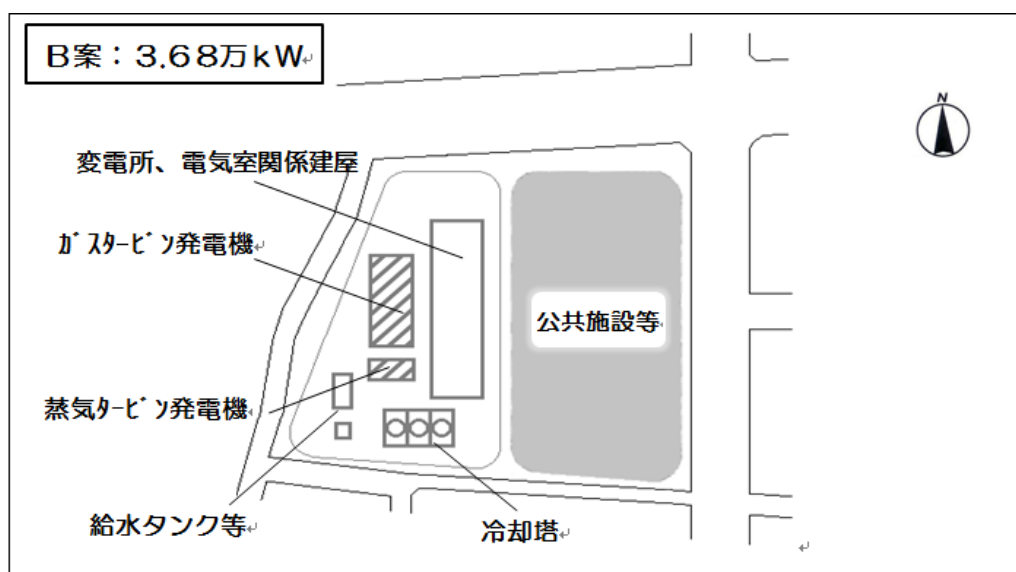 B案：3.68万kW
N
変電所、電気室関係建屋
ｶﾞｽﾀｰﾋﾞﾝ発電機
公共施設等
蒸気ﾀｰﾋﾞﾝ発電機
給水タンク等
冷却塔